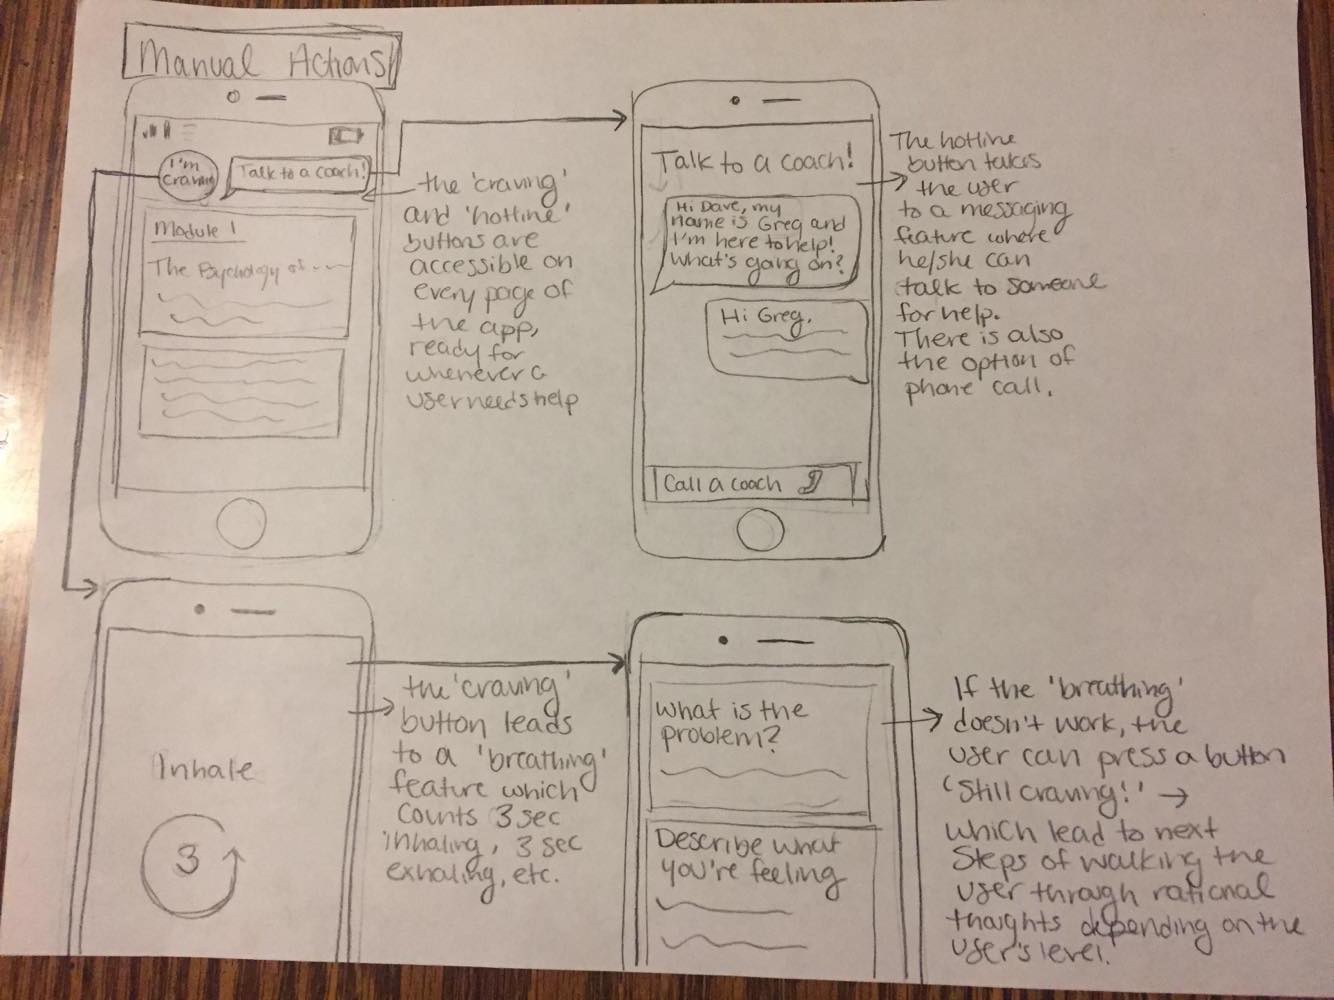 Manual Actions
I'm
Craving
Talk to a coach!
Module 1
The Psychology of
the 'craving'
and 'hotline'
buttons are
accessible on
every page of
the app,
ready for
whenever a
user needs help
Talk to a coach!
Hi Dave, my
name is Greg and
I'm here to help!
What's going on?
Hi Greg,
Call a coach
The hotline
button takes
the user
to a messaging
feature where
he/she can
talk to someone
for help.
There is also
the option of
phone call.
Inhale
3
the 'craving'
button leads
to a 'breathing'
feature which
counts 3 sec
inhaling, 3 sec
exhaling, etc.
What is the
problem?
Describe what
you're feeling
If the 'breathing'
doesn't work, the
user can press a button
'Still craving!' →
which lead to next
steps of walking the
user through rational
thoughts depending on the
user's level.